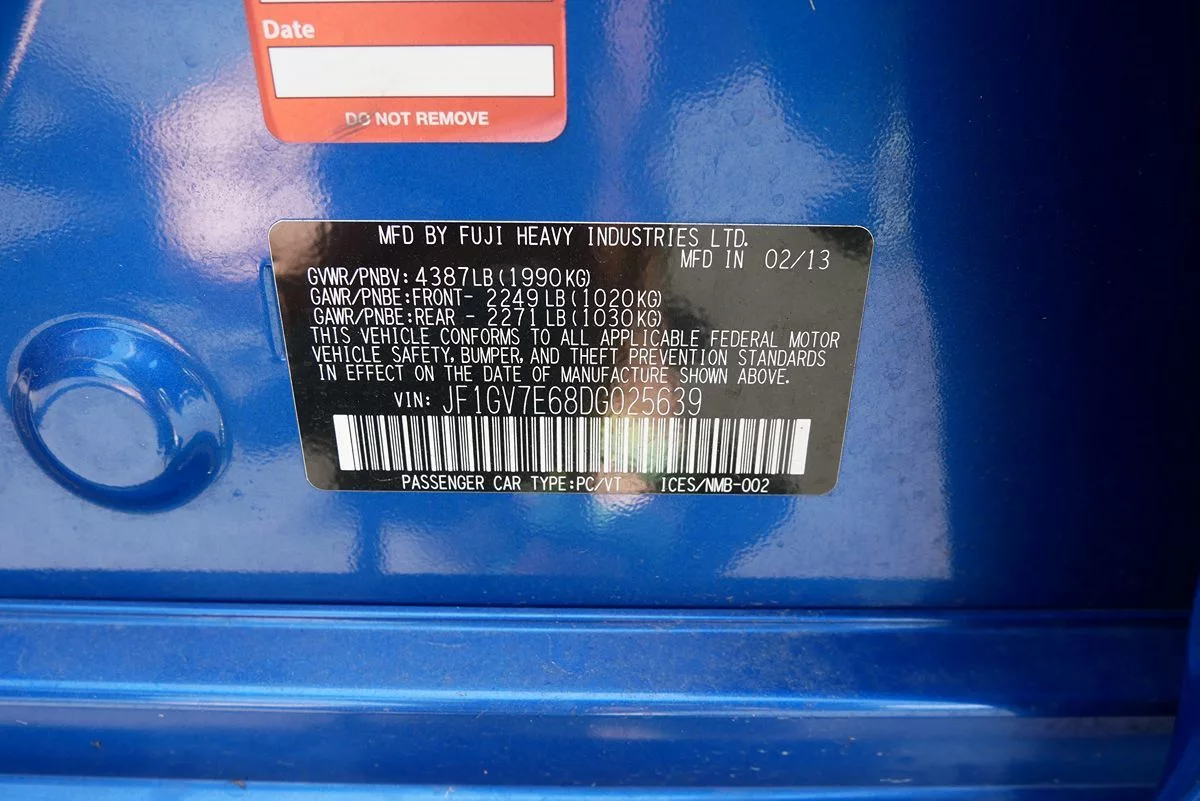 Date
DO NOT REMOVE
MFD BY FUJI HEAVY INDUSTRIES LTD.
MFD IN 02/13
GVWR/PNBV: 4387LB(1990KG)
GAWR/PNBE:FRONT- 2249LB(1020KG)
GAWR/PNBE:REAR - 2271LB(1030KG)
THIS VEHICLE CONFORMS TO ALL APPLICABLE FEDERAL MOTOR
VEHICLE SAFETY, BUMPER, AND THEFT PREVENTION STANDARDS
IN EFFECT ON THE DATE OF MANUFACTURE SHOWN ABOVE.
VIN: JF1GV7E68DG025639
PASSENGER CAR TYPE:PC/VT ICES/NMB-002